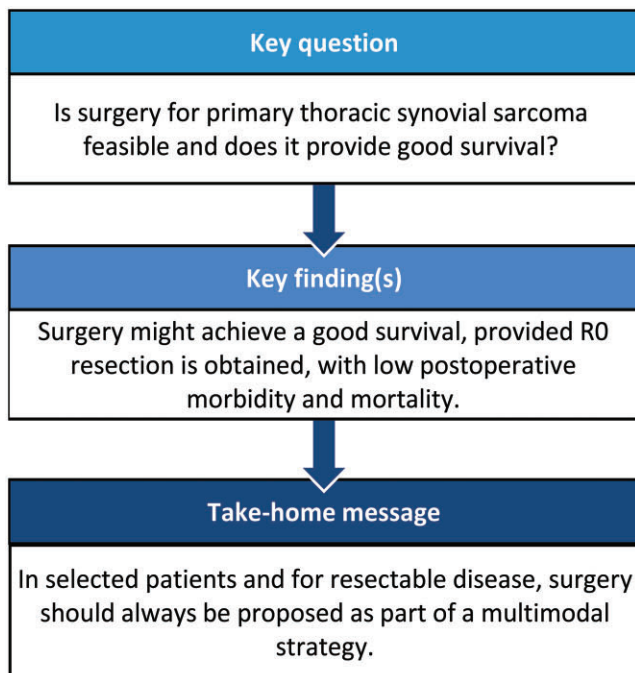 Key question
Is surgery for primary thoracic synovial sarcoma
feasible and does it provide good survival?
Key finding(s)
Surgery might achieve a good survival, provided R0
resection is obtained, with low postoperative
morbidity and mortality.
Take-home message
In selected patients and for resectable disease, surgery
should always be proposed as part of a multimodal
strategy.